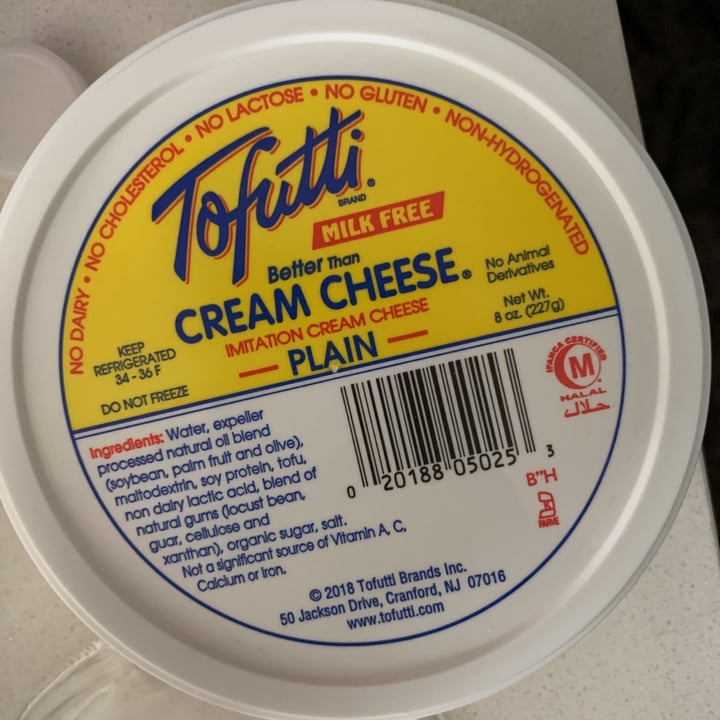 NO DAIRY • NO CHOLESTEROL • NO LACTOSE • NO GLUTEN • NON-HYDROGENATED
Tofutti®
BRAND
MILK FREE
Better Than
CREAM CHEESE®
IMITATION CREAM CHEESE
PLAIN
No Animal
Derivatives
Net Wt.
8 oz. (227g)
KEEP
REFRIGERATED
34 - 36 F
DO NOT FREEZE
Ingredients: Water, expeller
processed natural oil blend
(soybean, palm fruit and olive),
maltodextrin, soy protein, tofu,
non dairy lactic acid, blend of
natural gums (locust bean,
guar, cellulose and
xanthan), organic sugar, salt.
Not a significant source of Vitamin A, C,
Calcium or Iron.
0 20188 05025 3
IFANCA CERTIFIED
M
HALAL
حلال
B"H
K
PARVE
© 2018 Tofutti Brands Inc.
50 Jackson Drive, Cranford, NJ 07016
www.tofutti.com